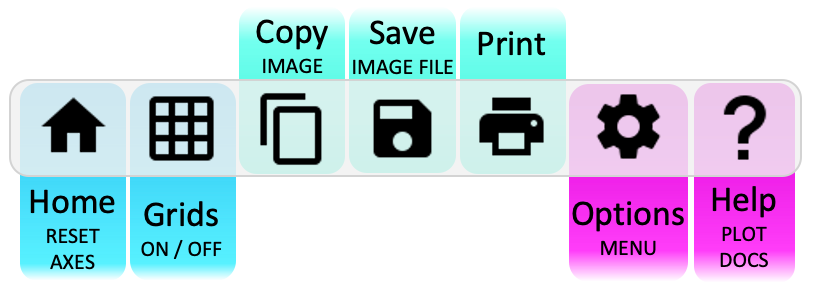 Copy
IMAGE
Save
IMAGE FILE
Print
?
Home
RESET
AXES
Grids
ON / OFF
Options
MENU
Help
PLOT
DOCS